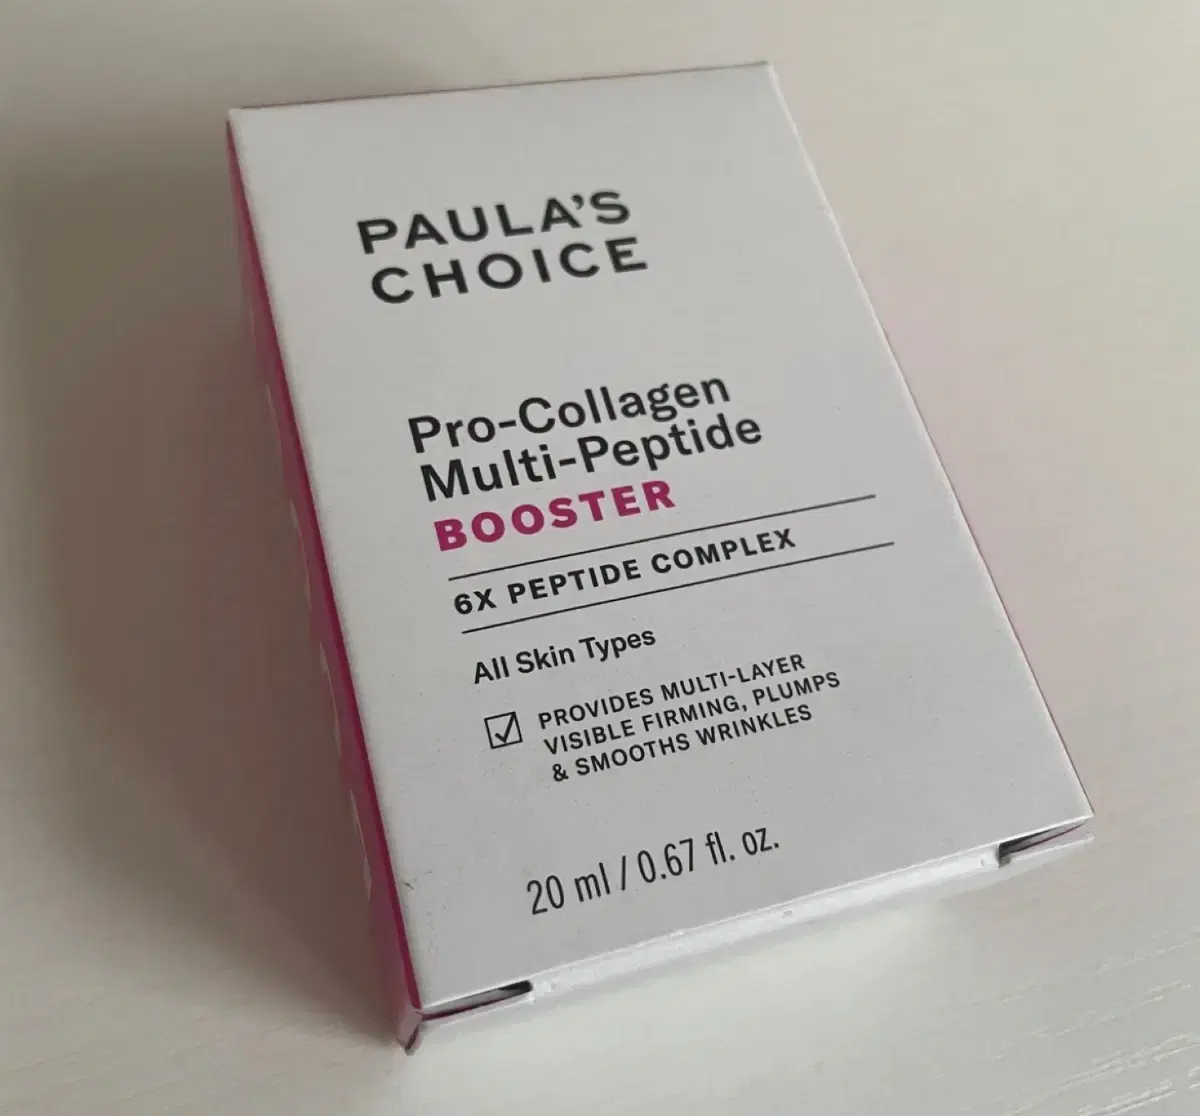 PAULA'S
CHOICE
Pro-Collagen
Multi-Peptide
BOOSTER
6X PEPTIDE COMPLEX
All Skin Types
PROVIDES MULTI-LAYER
VISIBLE FIRMING, PLUMPS
& SMOOTHS WRINKLES
20 ml / 0.67 fl. oz.